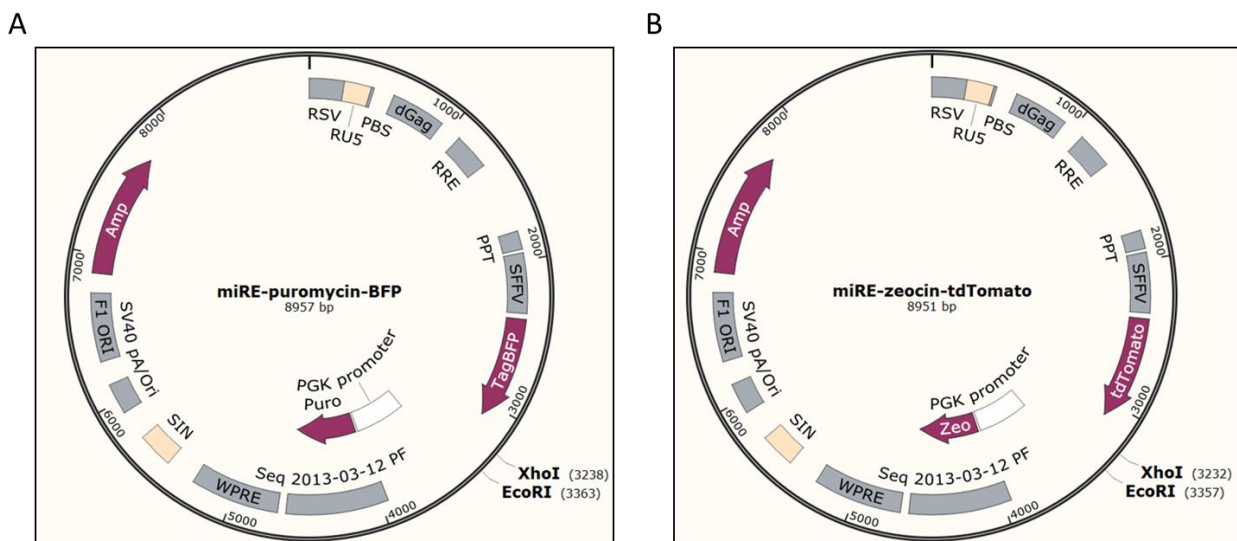 A
RSV
RU5
PBS
dGag
1000
RRE
2000
PPT
SFFV
TagBFP
3000
XhoI (3238)
EcoRI (3363)
4000
Seq 2013-03-12 PF
WPRE
5000
SIN
6000
SV40 pA/Ori
F1 ORI
7000
Amp
8000
miRE-puromycin-BFP
8957 bp
PGK promoter
Puro
B
RSV
RU5
PBS
dGag
1000
RRE
2000
PPT
SFFV
tdTomato
3000
XhoI (3232)
EcoRI (3357)
4000
Seq 2013-03-12 PF
WPRE
5000
SIN
6000
SV40 pA/Ori
F1 ORI
7000
Amp
8000
miRE-zeocin-tdTomato
8951 bp
PGK promoter
Zeo